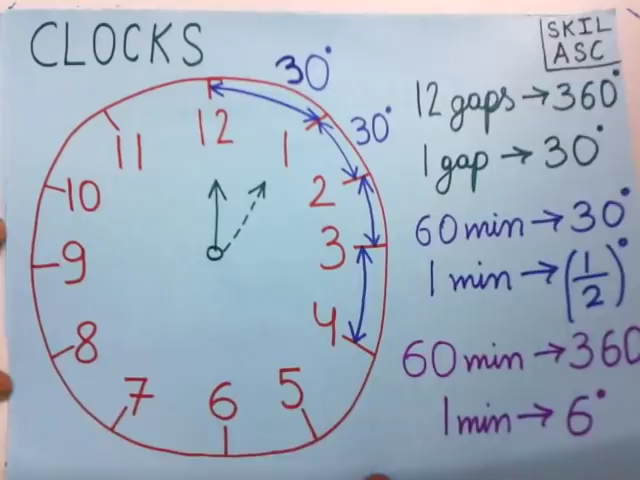 CLOCKS
SKIL
ASC
30°
30°
12 gaps → 360°
1 gap → 30°
60 min → 30°
1 min → (1/2)°
60 min → 360
1 min → 6°
12
1
2
3
4
5
6
7
8
9
10
11